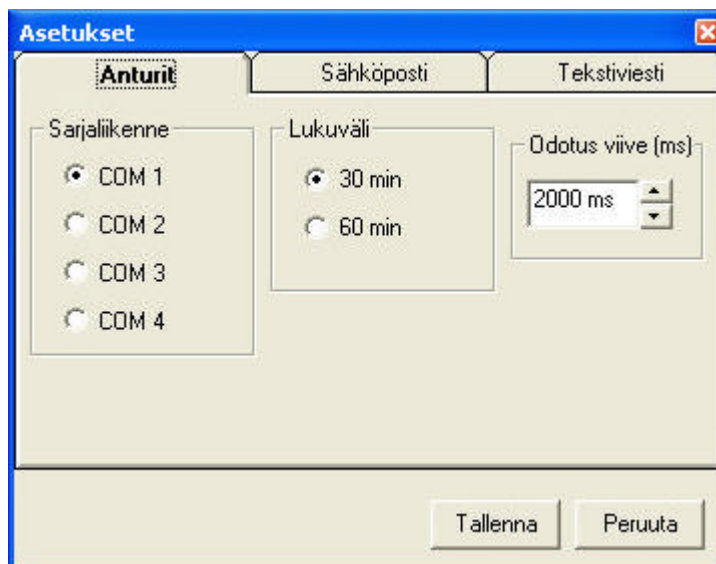 Asetukset
Anturit
Sähköposti
Tekstiviesti
Sarjaliikenne
COM 1
COM 2
COM 3
COM 4
Lukuväli
30 min
60 min
Odotus viive (ms)
2000 ms
Tallenna
Peruuta